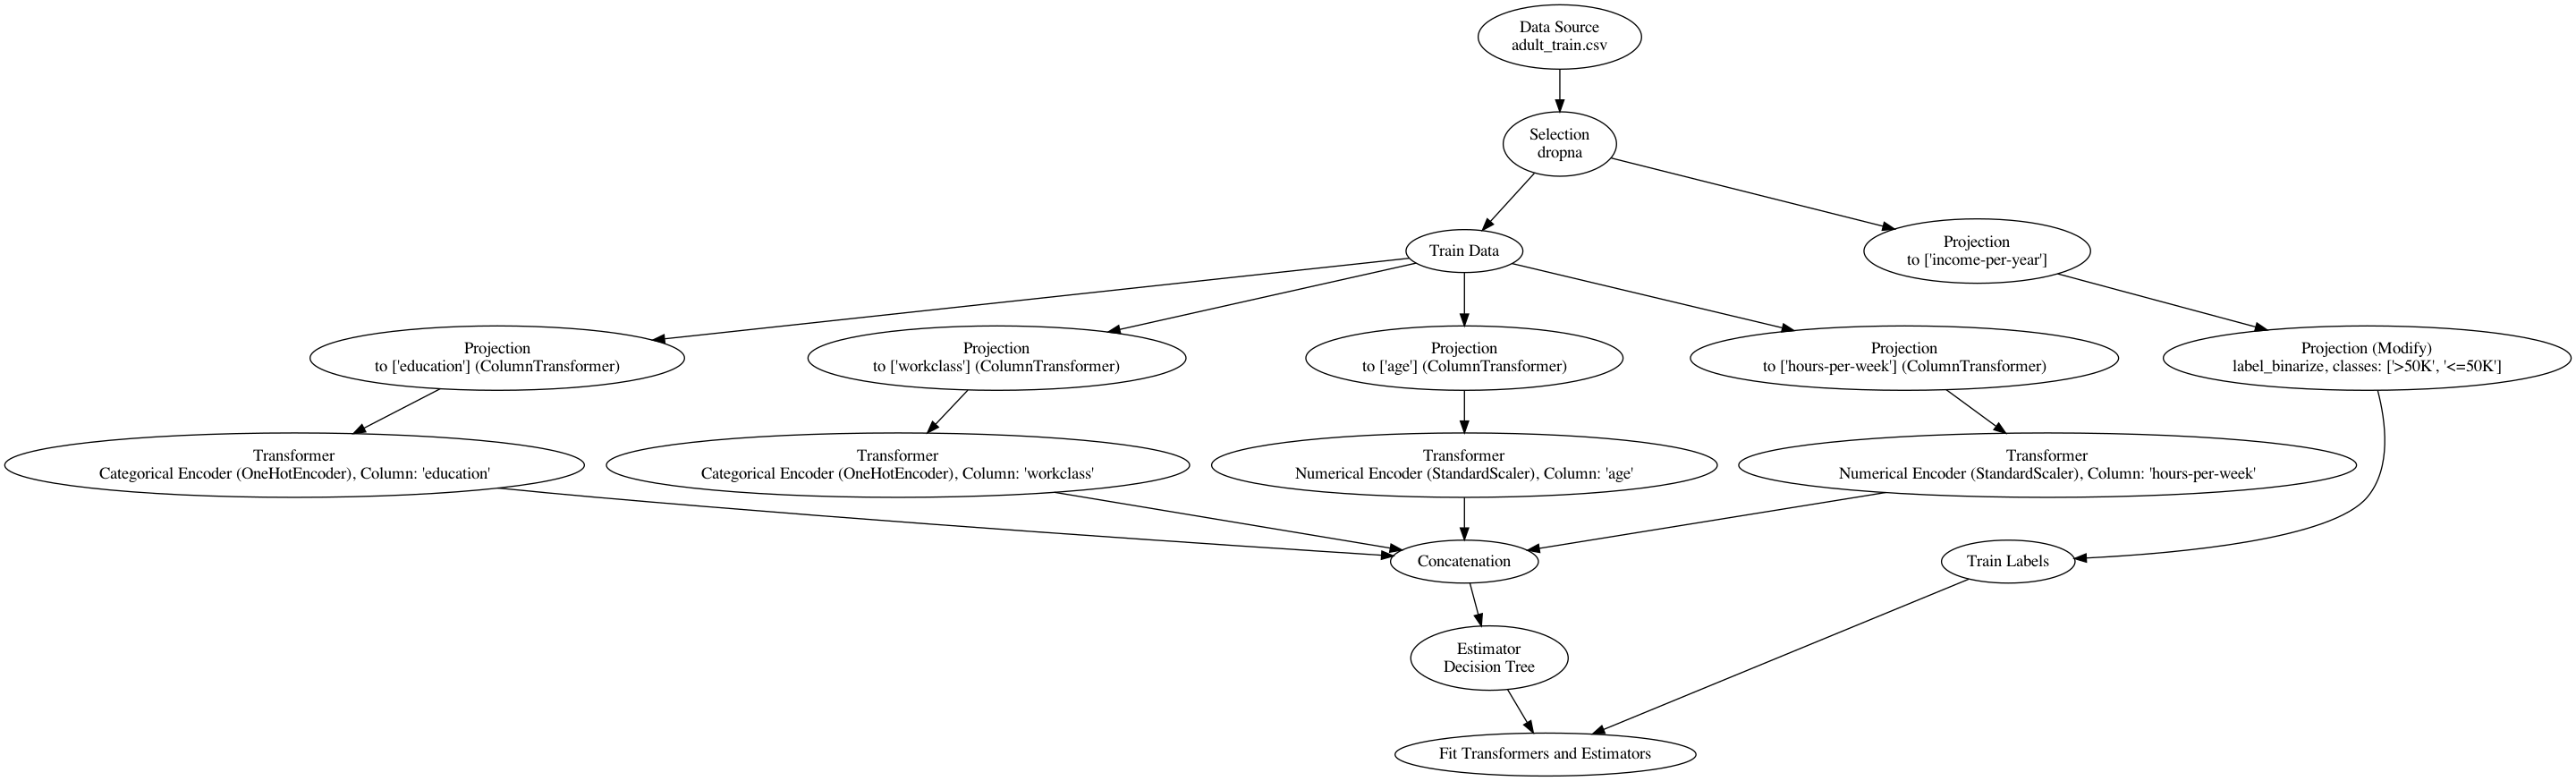 Data Source
adult_train.csv
Selection
dropna
Train Data
Projection
to ['income-per-year']
Projection
to ['education'] (ColumnTransformer)
Projection
to ['workclass'] (ColumnTransformer)
Projection
to ['age'] (ColumnTransformer)
Projection
to ['hours-per-week'] (ColumnTransformer)
Projection (Modify)
label_binarize, classes: ['>50K', '<=50K']
Transformer
Categorical Encoder (OneHotEncoder), Column: 'education'
Transformer
Categorical Encoder (OneHotEncoder), Column: 'workclass'
Transformer
Numerical Encoder (StandardScaler), Column: 'age'
Transformer
Numerical Encoder (StandardScaler), Column: 'hours-per-week'
Concatenation
Train Labels
Estimator
Decision Tree
Fit Transformers and Estimators